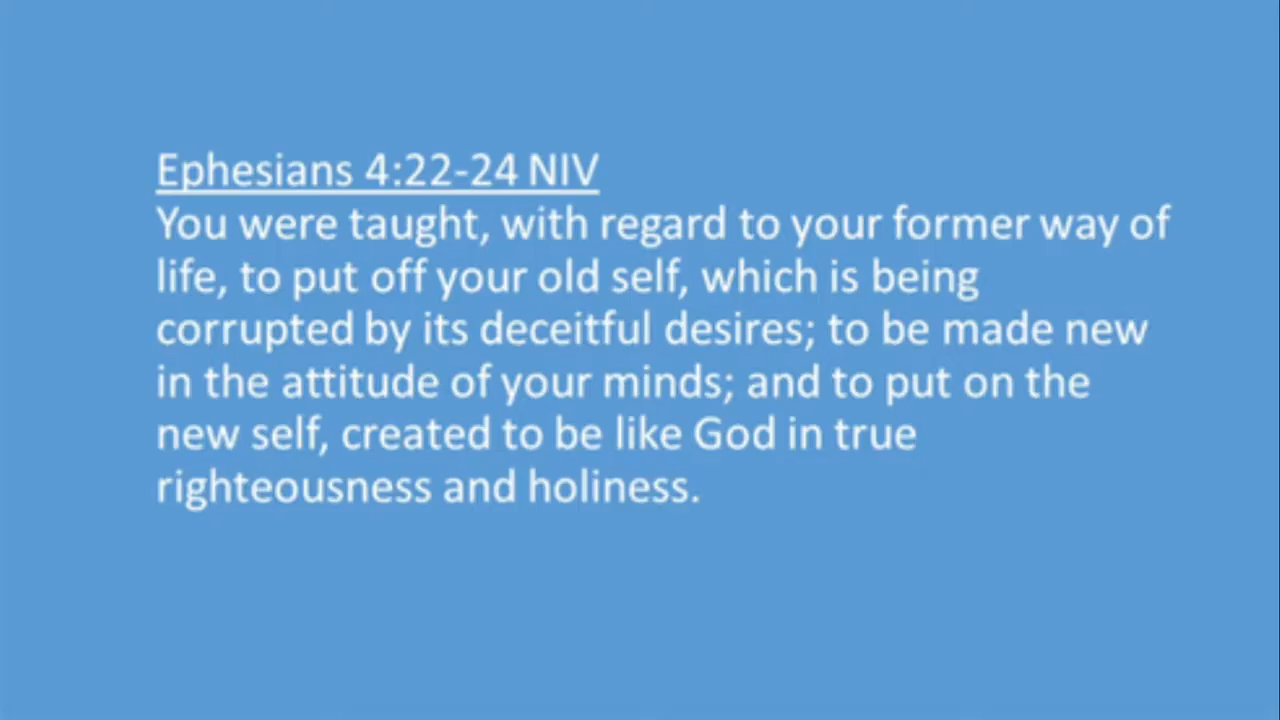 Ephesians 4:22-24 NIV
You were taught, with regard to your former way of
life, to put off your old self, which is being
corrupted by its deceitful desires; to be made new
in the attitude of your minds; and to put on the
new self, created to be like God in true
righteousness and holiness.